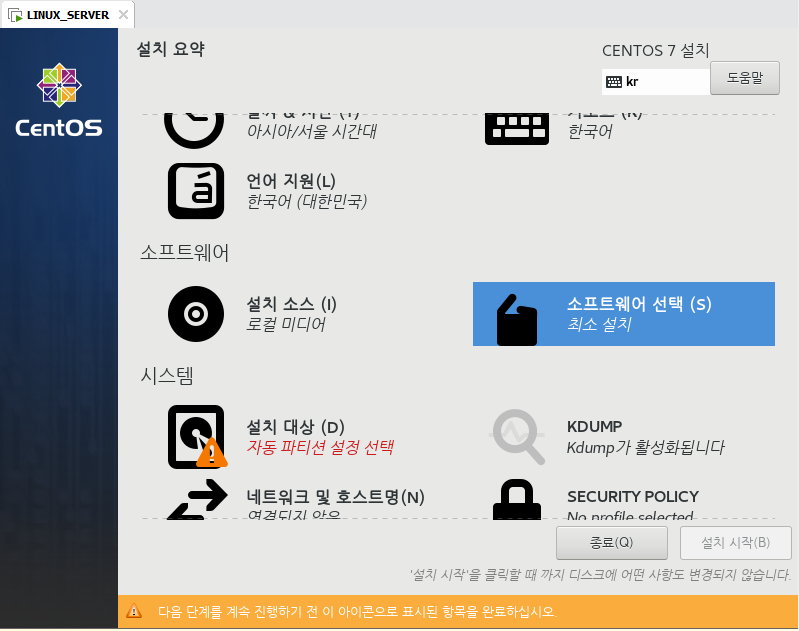 LINUX_SERVER
설치 요약
CENTOS 7 설치
kr
도움말
CentOS
아시아/서울 시간대
한국어
언어 지원(L)
한국어 (대한민국)
소프트웨어
설치 소스 (I)
로컬 미디어
소프트웨어 선택 (S)
최소 설치
시스템
설치 대상 (D)
자동 파티션 설정 선택
KDUMP
Kdump가 활성화됩니다
네트워크 및 호스트명(N)
연결되지 않음
SECURITY POLICY
No profile selected
종료(Q)
설치 시작(B)
'설치 시작'을 클릭할 때 까지 디스크에 어떤 사항도 변경되지 않습니다.
다음 단계를 계속 진행하기 전 이 아이콘으로 표시된 항목을 완료하십시오.